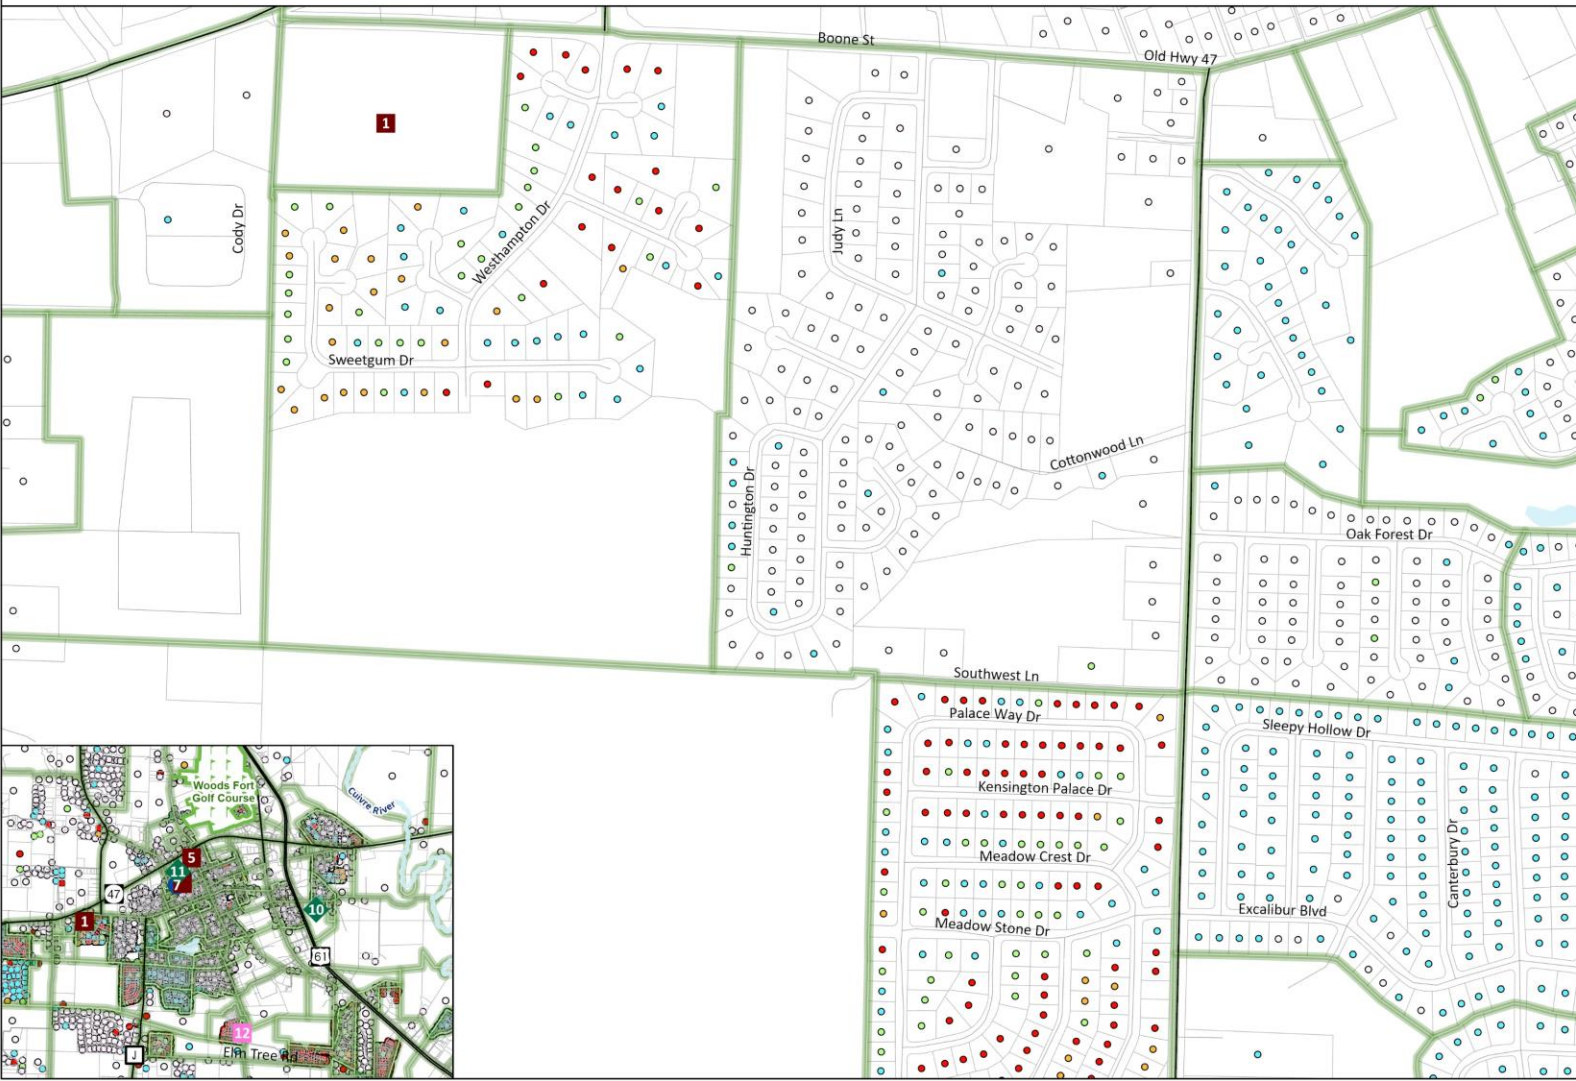 Boone St
Old Hwy 47
1
Cody Dr
Westhampton Dr
Judy Ln
Sweetgum Dr
Cottonwood Ln
Huntington Dr
Oak Forest Dr
Southwest Ln
Palace Way Dr
Sleepy Hollow Dr
Kensington Palace Dr
Meadow Crest Dr
Canterbury Dr
Excalibur Blvd
Meadow Stone Dr
Woods Fort
Golf Course
Cuivre River
5
11
7
47
10
1
61
12
J
Elm Tree Rd